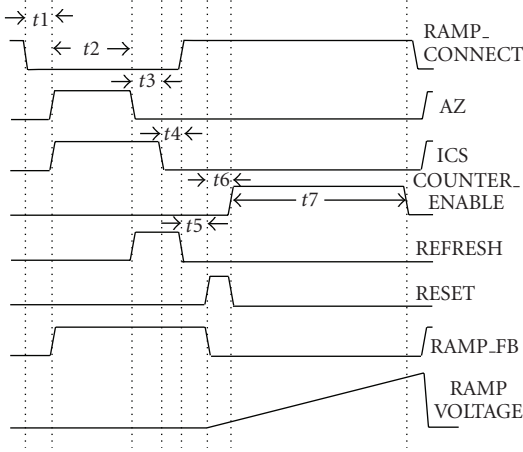 t1
RAMP_
CONNECT
t2
t3
AZ
t4
ICS
t6
COUNTER_
ENABLE
t7
t5
REFRESH
RESET
RAMP_FB
RAMP
VOLTAGE